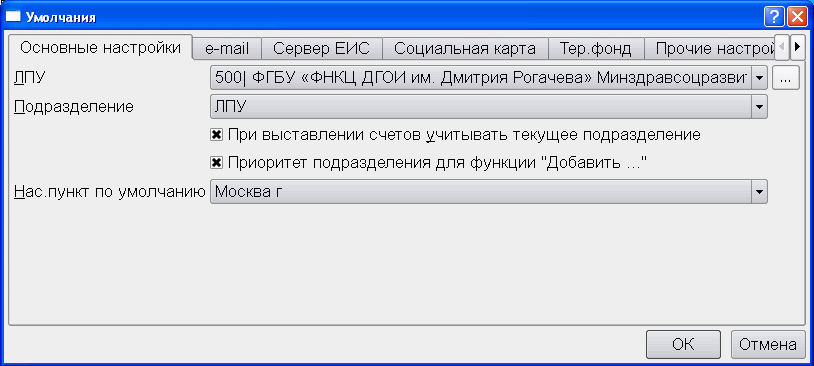 Умолчания
Основные настройки e-mail Сервер ЕИС Социальная карта Тер.фонд Прочие настрой
ЛПУ 500| ФГБУ «ФНКЦ ДГОИ им. Дмитрия Рогачева» Минздравсоцразвит ...
Подразделение ЛПУ
При выставлении счетов учитывать текущее подразделение
Приоритет подразделения для функции "Добавить ..."
Нас.пункт по умолчанию Москва г
ОК Отмена